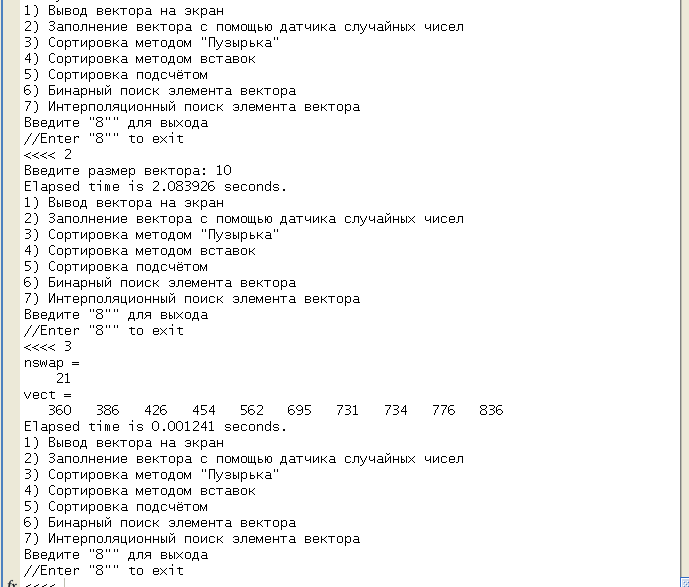 1) Вывод вектора на экран
2) Заполнение вектора с помощью датчика случайных чисел
3) Сортировка методом "Пузырька"
4) Сортировка методом вставок
5) Сортировка подсчётом
6) Бинарный поиск элемента вектора
7) Интерполяционный поиск элемента вектора
Введите "8"" для выхода
//Enter "8"" to exit
<<<< 2
Введите размер вектора: 10
Elapsed time is 2.083926 seconds.
1) Вывод вектора на экран
2) Заполнение вектора с помощью датчика случайных чисел
3) Сортировка методом "Пузырька"
4) Сортировка методом вставок
5) Сортировка подсчётом
6) Бинарный поиск элемента вектора
7) Интерполяционный поиск элемента вектора
Введите "8"" для выхода
//Enter "8"" to exit
<<<< 3
nswap =
21
vect =
360 386 426 454 562 695 731 734 776 836
Elapsed time is 0.001241 seconds.
1) Вывод вектора на экран
2) Заполнение вектора с помощью датчика случайных чисел
3) Сортировка методом "Пузырька"
4) Сортировка методом вставок
5) Сортировка подсчётом
6) Бинарный поиск элемента вектора
7) Интерполяционный поиск элемента вектора
Введите "8"" для выхода
//Enter "8"" to exit
fx <<<<